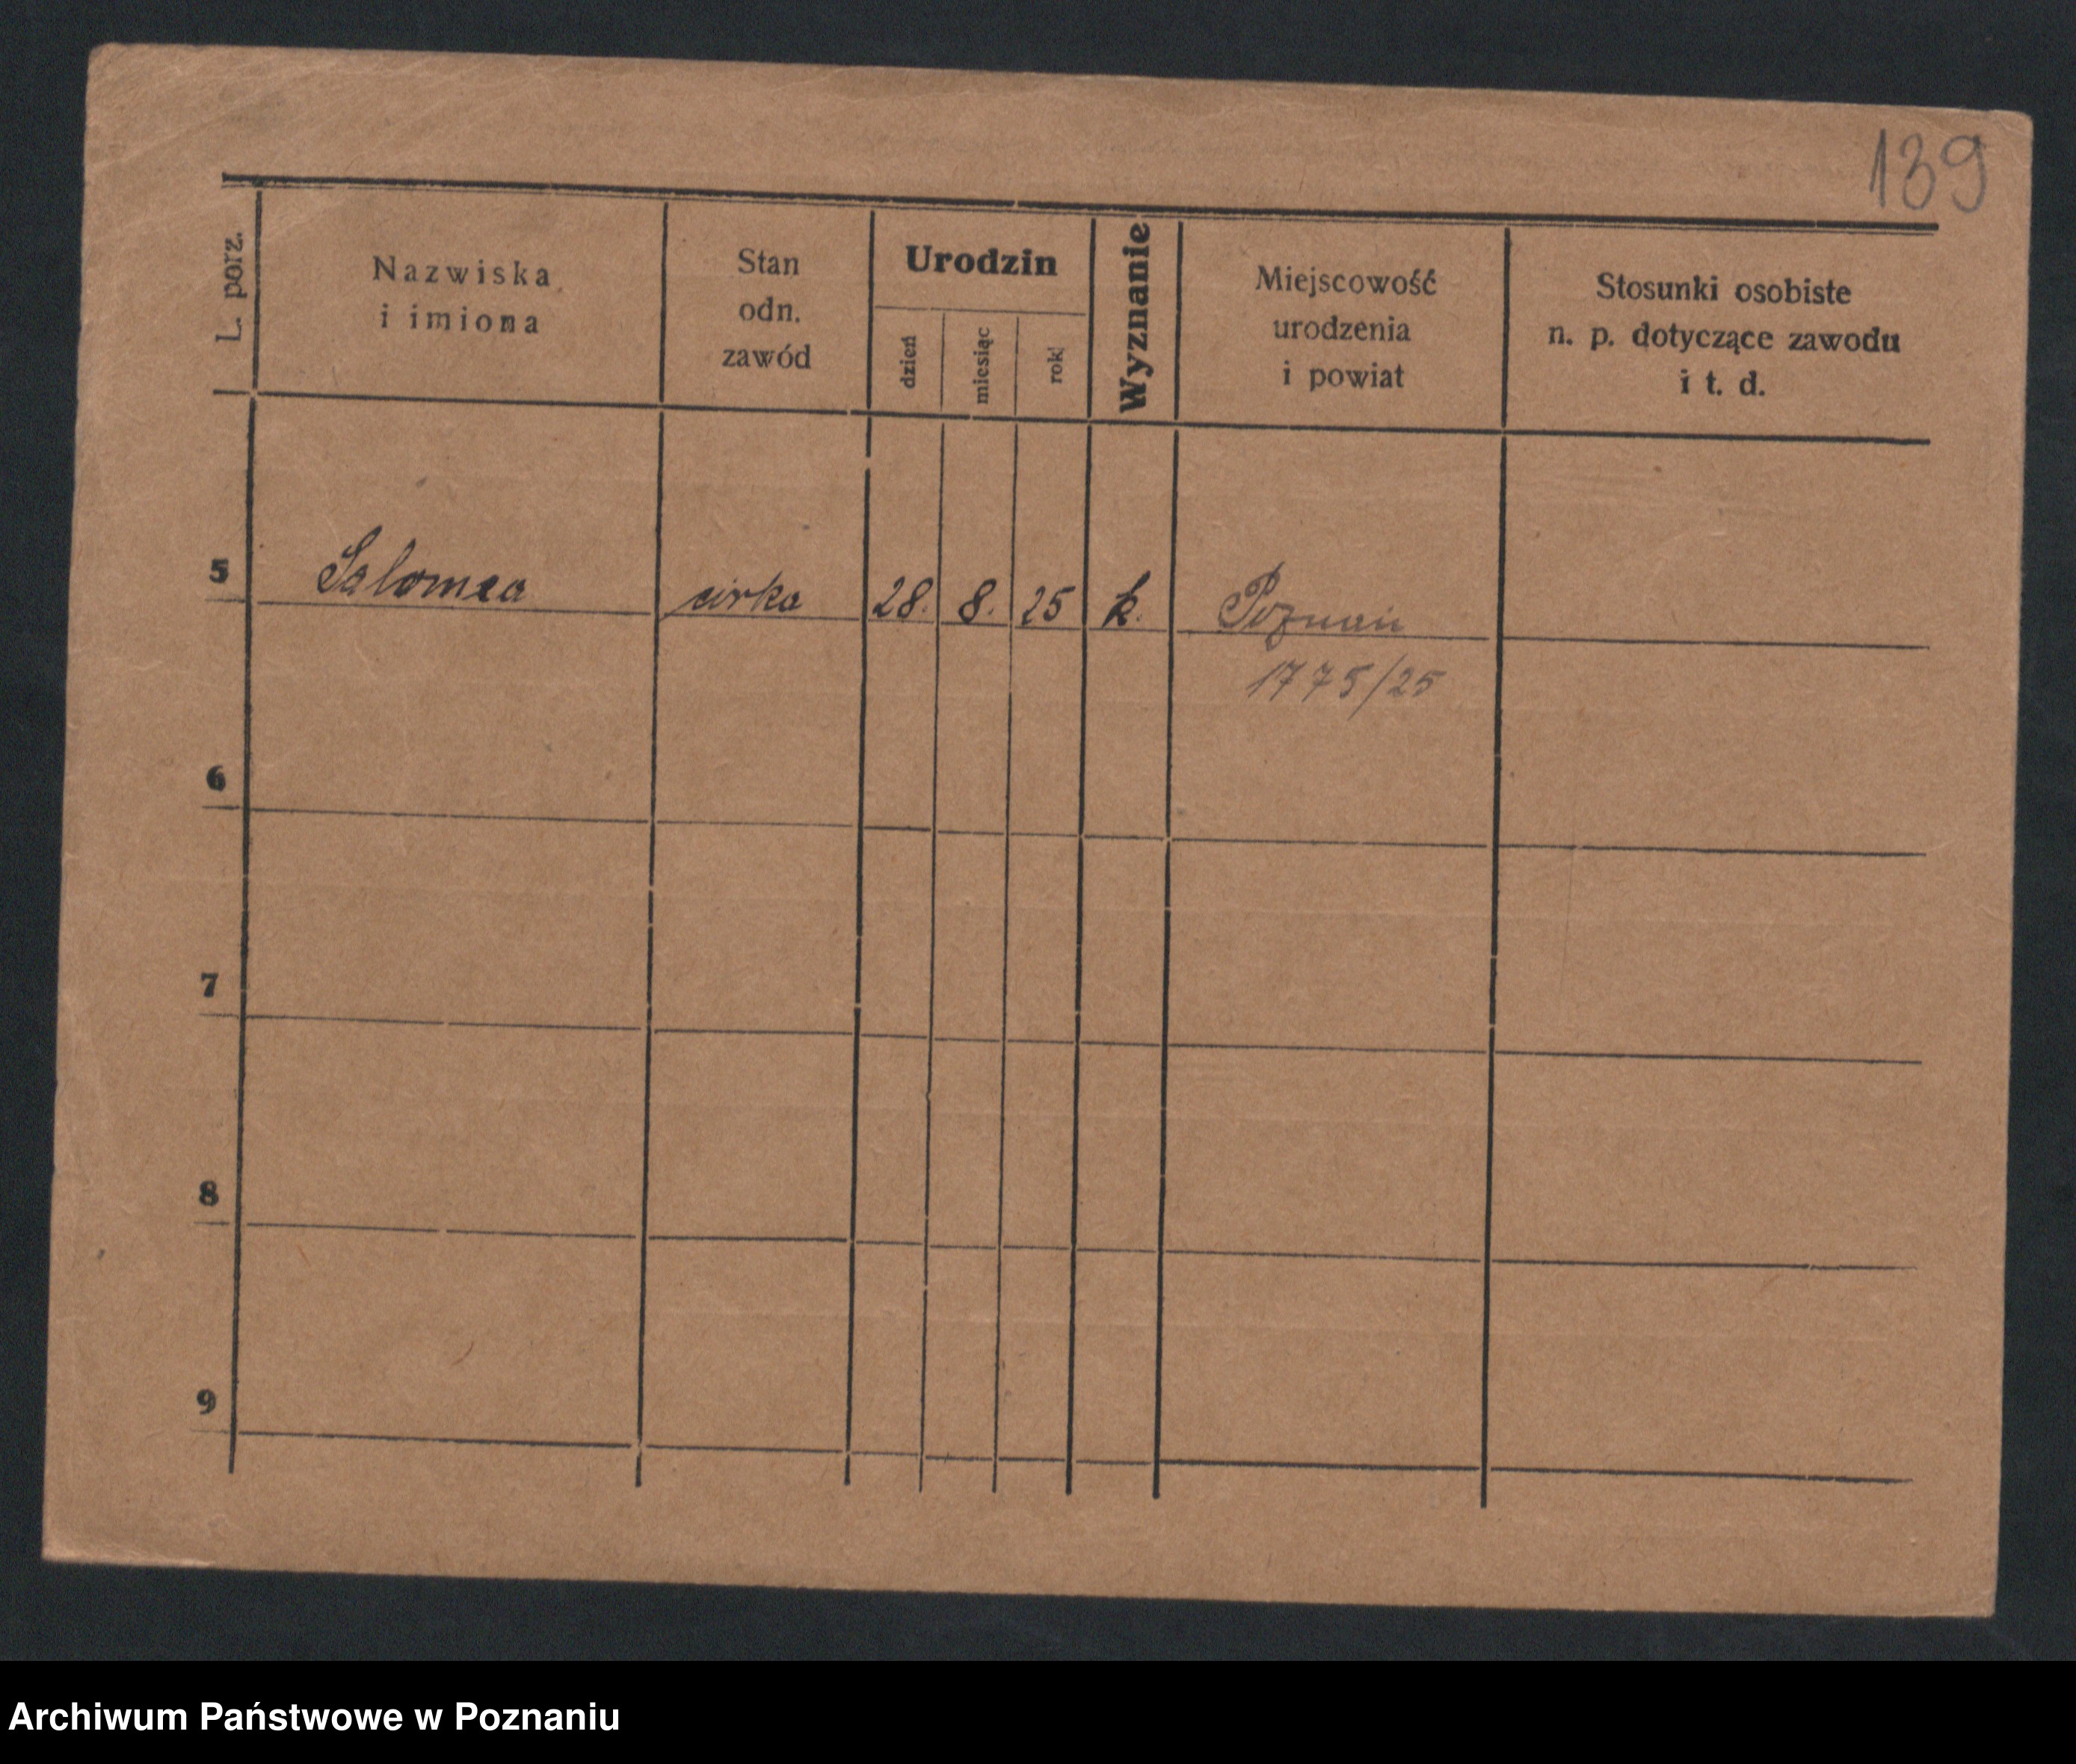 139
L. porz.
Nazwiska
i imiona
Stan
odn.
zawód
Urodzin
dzień
miesiąc
rok
Wyznanie
Miejscowość
urodzenia
i powiat
Stosunki osobiste
n. p. dotyczące zawodu
i t. d.
5 Salomea córka 28. 8. 25 k. Poznań
1775/25
6
7
8
9
Archiwum Państwowe w Poznaniu